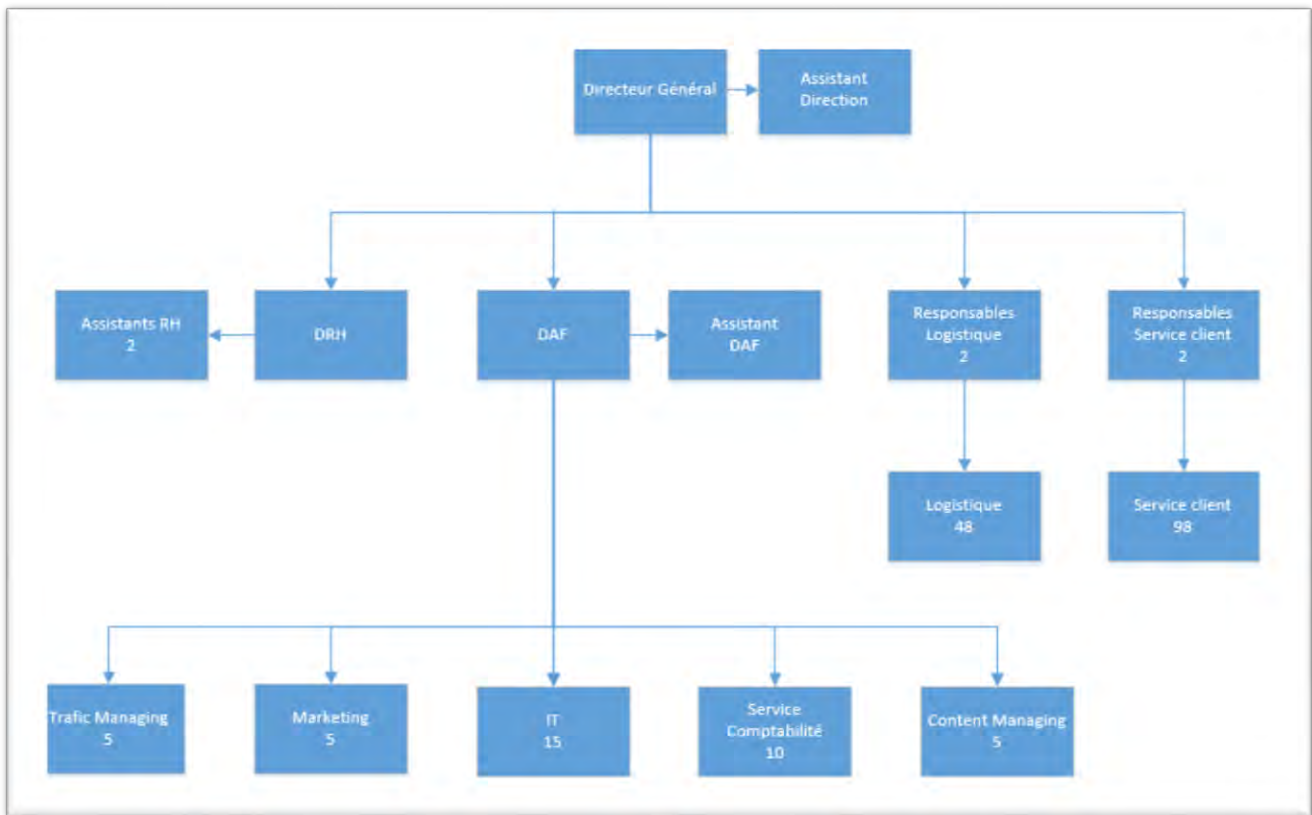 Directeur Général
Assistant
Direction
Assistants RH
2
DRH
DAF
Assistant
DAF
Responsables
Logistique
2
Responsables
Service client
2
Logistique
48
Service client
98
Trafic Managing
5
Marketing
5
IT
15
Service
Comptabilité
10
Content Managing
5